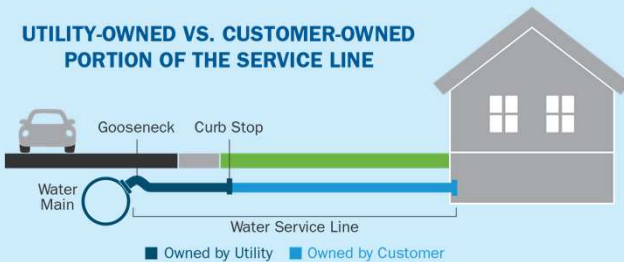 UTILITY-OWNED VS. CUSTOMER-OWNED
PORTION OF THE SERVICE LINE
Gooseneck
Curb Stop
Water
Main
Water Service Line
Owned by Utility
Owned by Customer